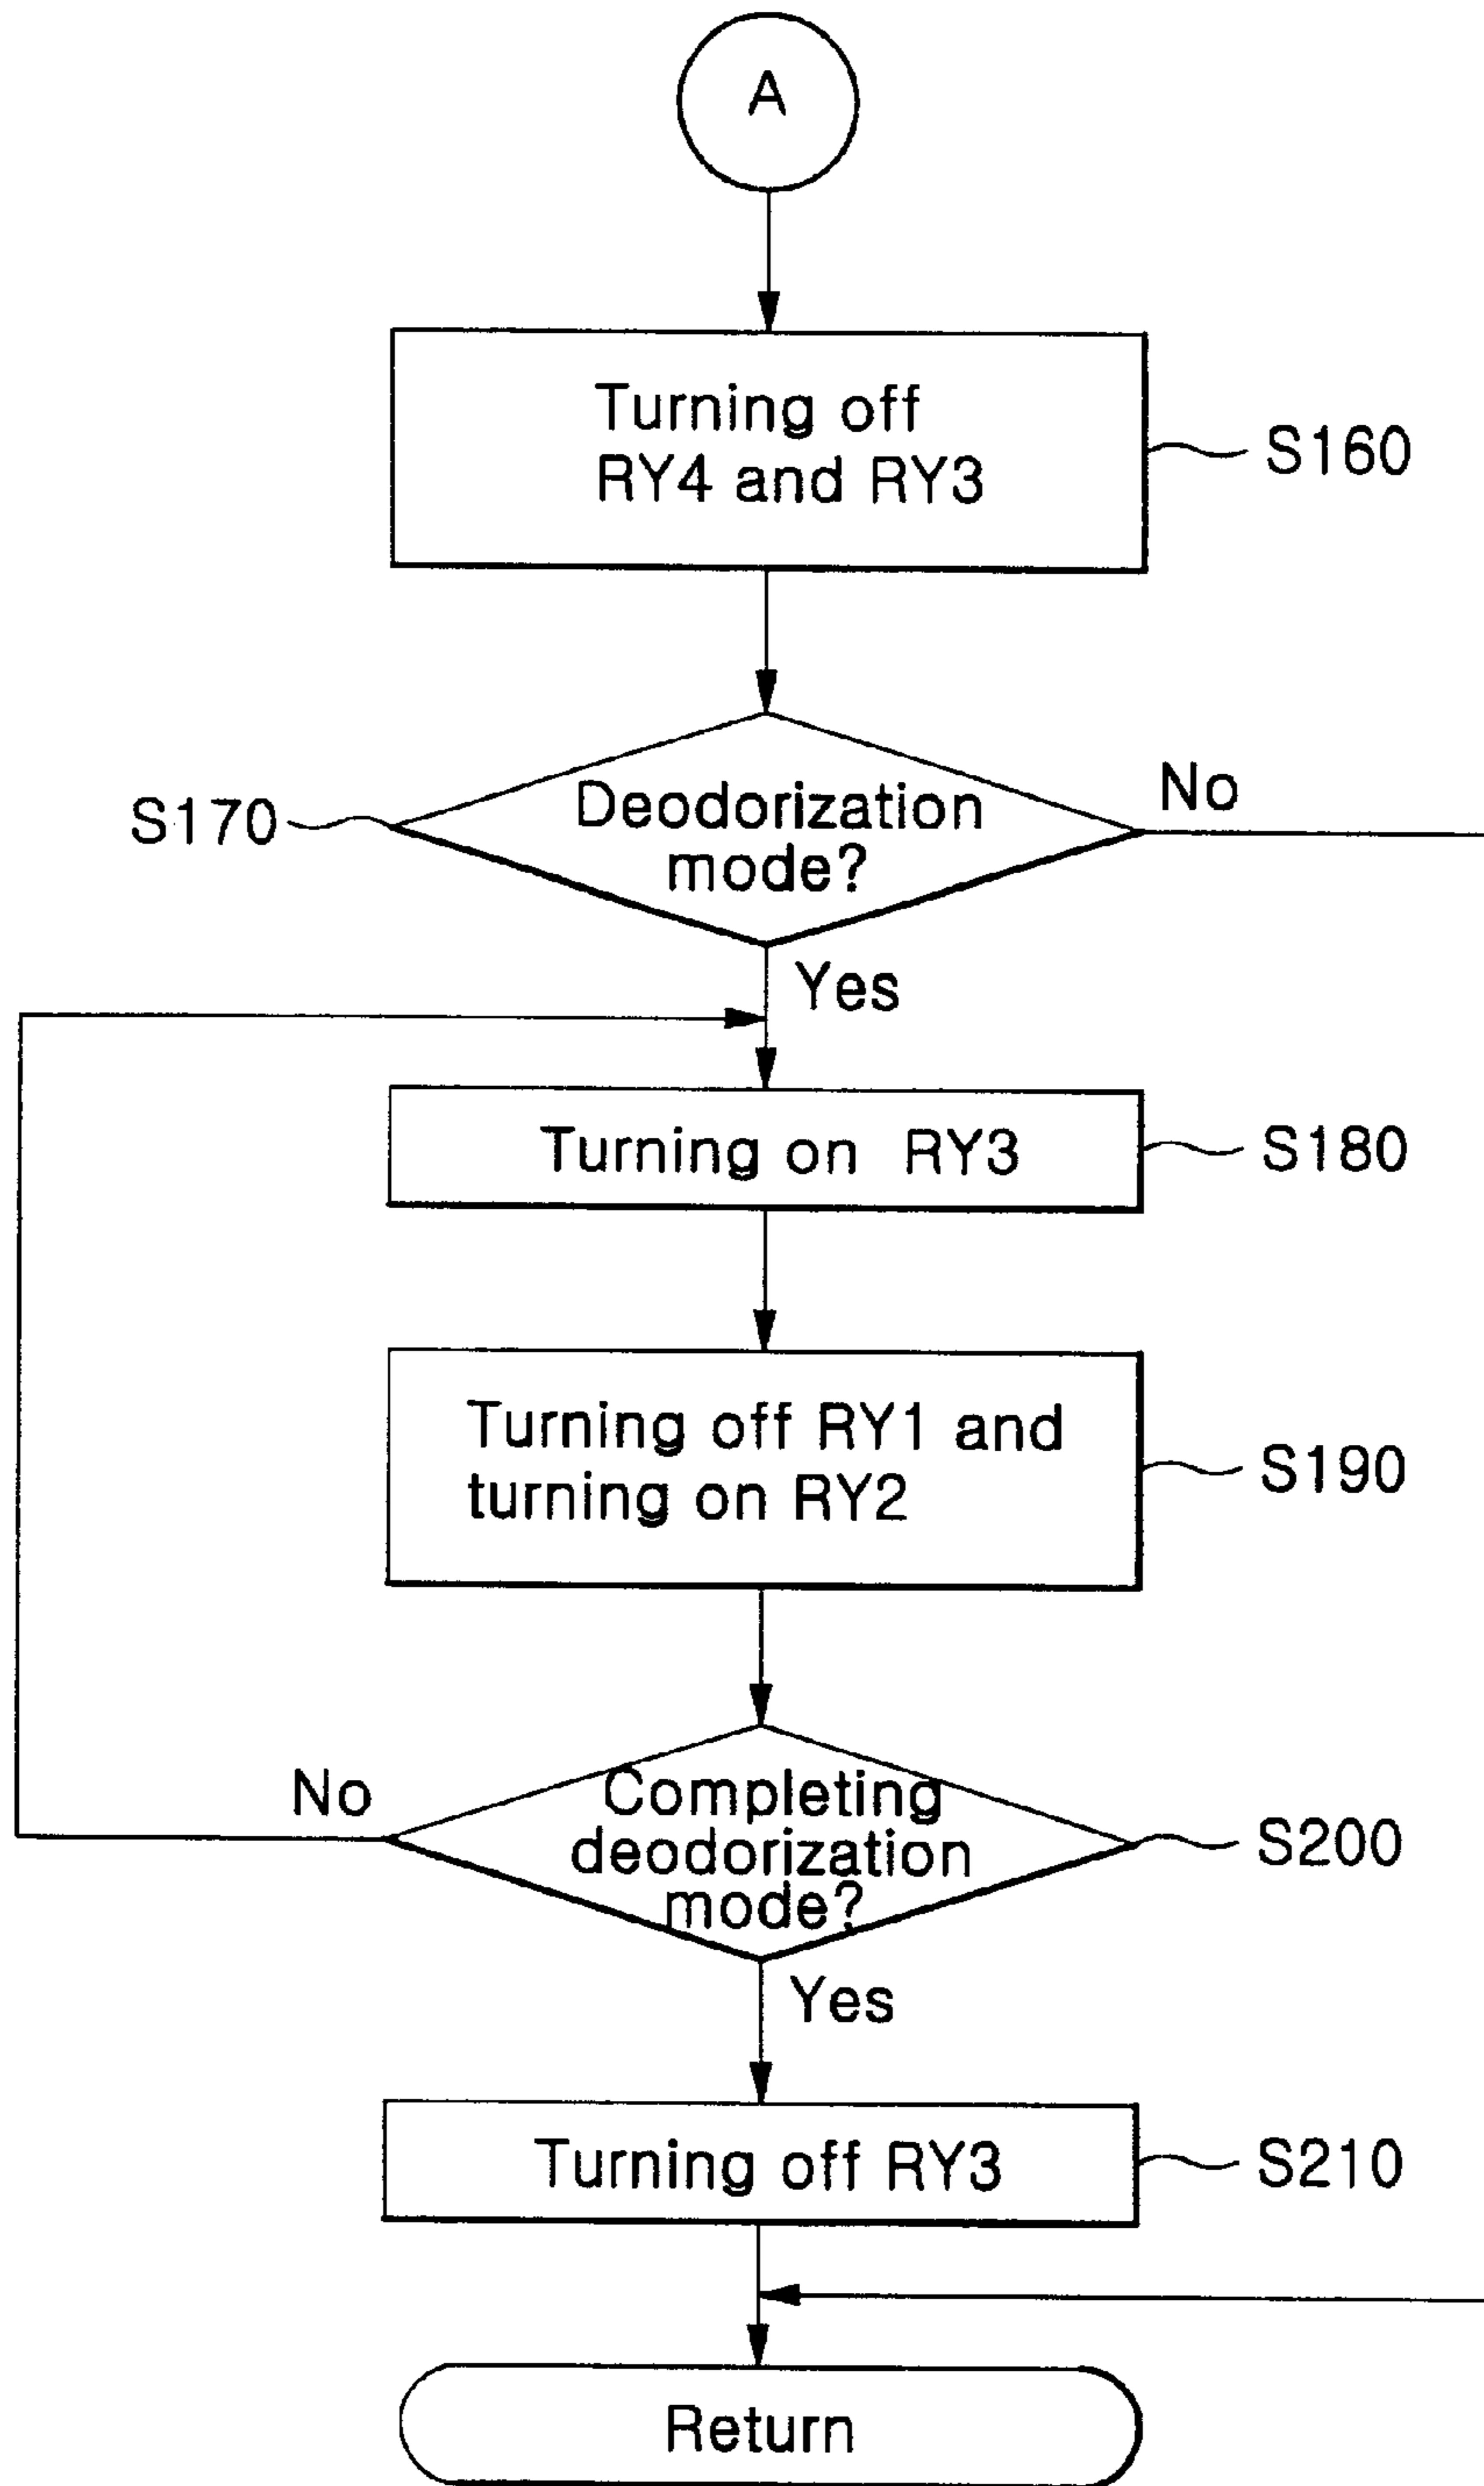 A
Turning off
RY4 and RY3
S160
S170
Deodorization
mode?
No
Yes
Turning on RY3
S180
Turning off RY1 and
turning on RY2
S190
No
Completing
deodorization
mode?
S200
Yes
Turning off RY3
S210
Return